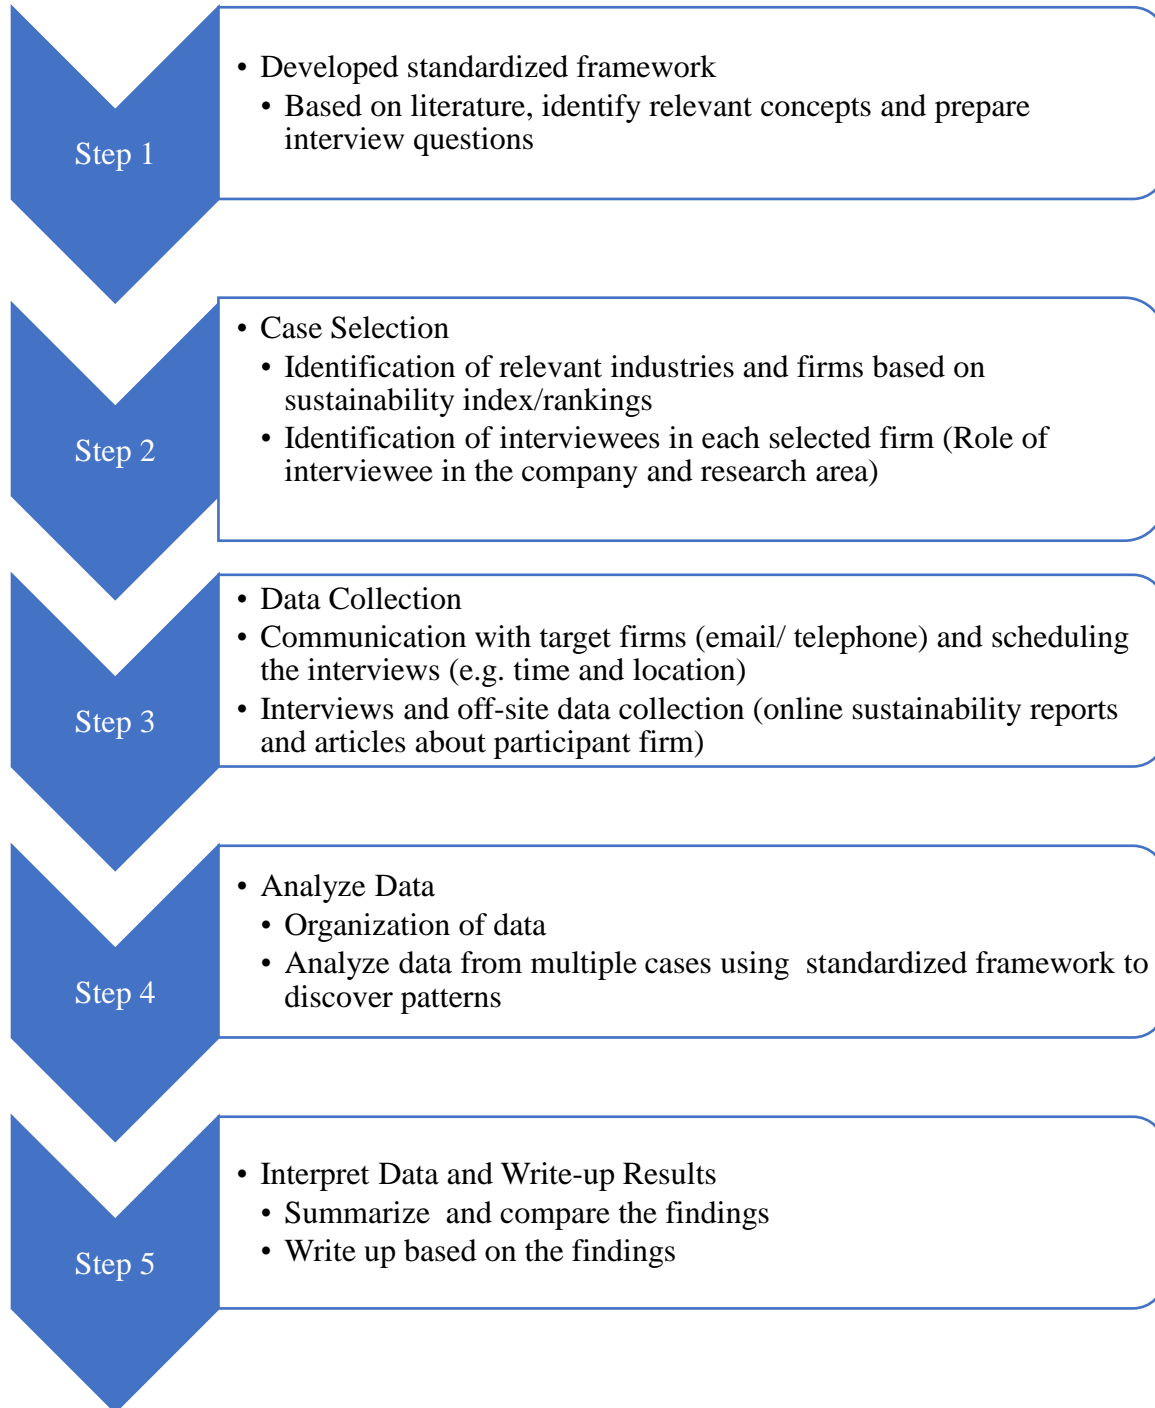 Step 1
• Developed standardized framework
• Based on literature, identify relevant concepts and prepare
interview questions
Step 2
• Case Selection
• Identification of relevant industries and firms based on
sustainability index/rankings
• Identification of interviewees in each selected firm (Role of
interviewee in the company and research area)
Step 3
• Data Collection
• Communication with target firms (email/ telephone) and scheduling
the interviews (e.g. time and location)
• Interviews and off-site data collection (online sustainability reports
and articles about participant firm)
Step 4
• Analyze Data
• Organization of data
• Analyze data from multiple cases using  standardized framework to
discover patterns
Step 5
• Interpret Data and Write-up Results
• Summarize  and compare the findings
• Write up based on the findings